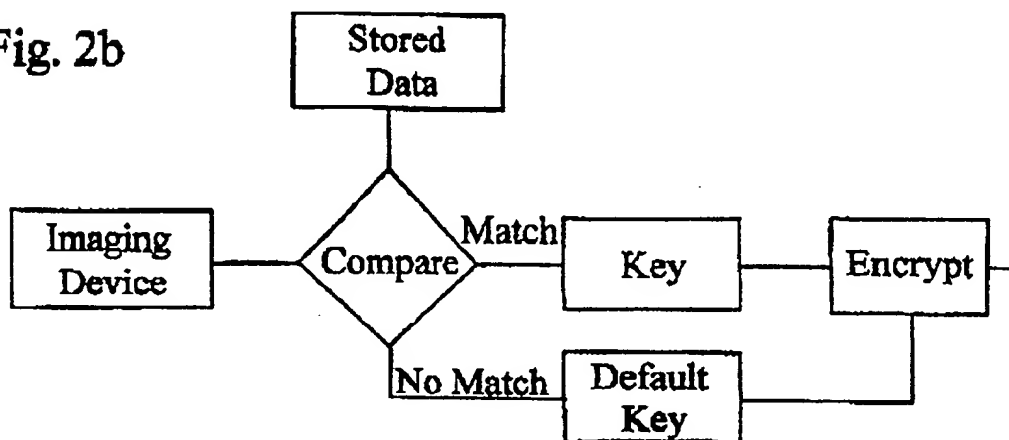 Fig. 2b
Stored
Data
Imaging
Device
Compare
Match
Key
Encrypt
No Match
Default
Key